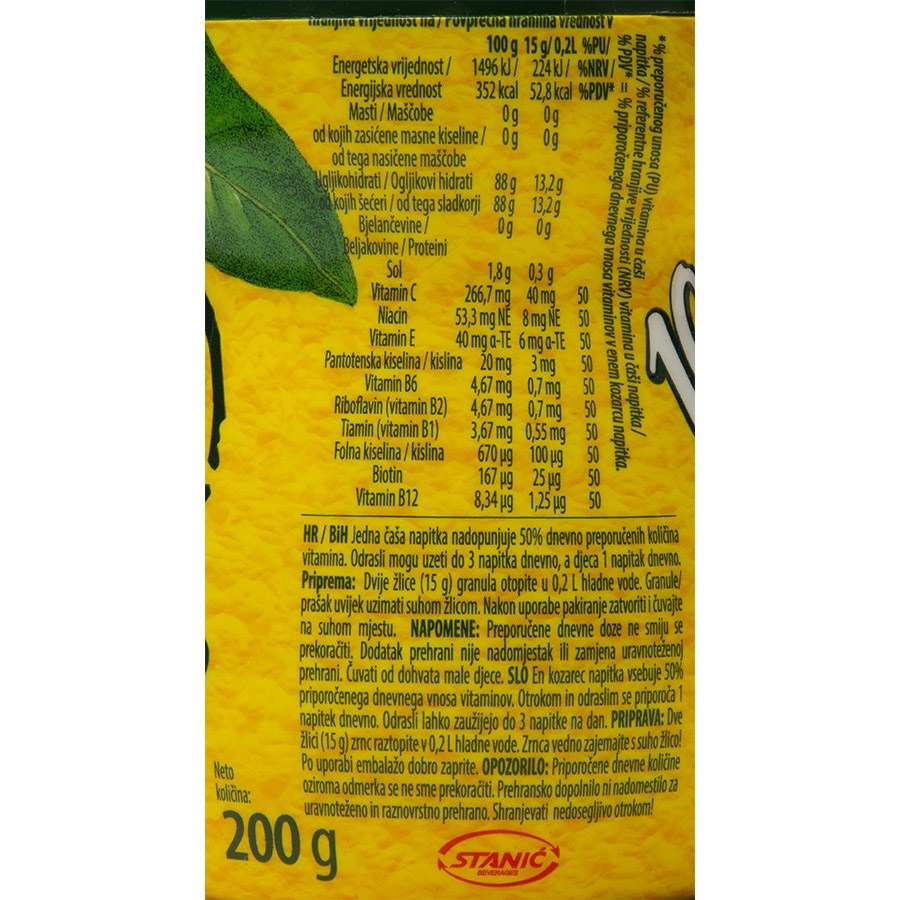 Hranjiva vrijednost na / Povprečna hranilna vrednost v
100 g 15 g/ 0,2L %PU/
Energetska vrijednost / 1496 kJ / 224 kJ / %NRV /
Energijska vrednost 352 kcal 52,8 kcal %PDV*
Masti / Maščobe 0 g 0 g
od kojih zasićene masne kiseline / 0 g 0 g
od tega nasičene maščobe
Ugljikohidrati / Ogljikovi hidrati 88 g 13,2 g
od kojih šećeri / od tega sladkorji 88 g 13,2 g
Bjelančevine / 0 g 0 g
Beljakovine / Proteini
Sol 1,8 g 0,3 g
Vitamin C 266,7 mg 40 mg 50
Niacin 53,3 mg NE 8 mg NE 50
Vitamin E 40 mg α-TE 6 mg α-TE 50
Pantotenska kiselina / kislina 20 mg 3 mg 50
Vitamin B6 4,67 mg 0,7 mg 50
Riboflavin (vitamin B2) 4,67 mg 0,7 mg 50
Tiamin (vitamin B1) 3,67 mg 0,55 mg 50
Folna kiselina / kislina 670 µg 100 µg 50
Biotin 167 µg 25 µg 50
Vitamin B12 8,34 µg 1,25 µg 50
* % preporučenog unosa (PU) vitamina u čaši
napitka / % referentne hranjive vrijednosti (NRV) vitamina u čaši napitka /
% PDV* = % priporočenega dnevnega vnosa vitaminov v enem kozarcu napitka.
HR / BiH Jedna čaša napitka nadopunjuje 50% dnevno preporučenih količina
vitamina. Odrasli mogu uzeti do 3 napitka dnevno, a djeca 1 napitak dnevno.
Priprema: Dvije žlice (15 g) granula otopite u 0,2 L hladne vode. Granule/
prašak uvijek uzimati suhom žlicom. Nakon uporabe pakiranje zatvoriti i čuvajte
na suhom mjestu. NAPOMENE: Preporučene dnevne doze ne smiju se
prekoračiti. Dodatak prehrani nije nadomjestak ili zamjena uravnoteženoj
prehrani. Čuvati od dohvata male djece. SLO En kozarec napitka vsebuje 50%
priporočenega dnevnega vnosa vitaminov. Otrokom in odraslim se priporoča 1
napitek dnevno. Odrasli lahko zaužijejo do 3 napitke na dan. PRIPRAVA: Dve
žlici (15 g) zrnc raztopite v 0,2 L hladne vode. Zrnca vedno zajemajte s suho žlico!
Po uporabi embalažo dobro zaprite. OPOZORILO: Priporočene dnevne količine
oziroma odmerka se ne sme prekoračiti. Prehransko dopolnilo ni nadomestilo za
uravnoteženo in raznovrstno prehrano. Shranjevati nedosegljivo otrokom!
Neto
količina:
200 g
STANIĆ
BEVERAGES